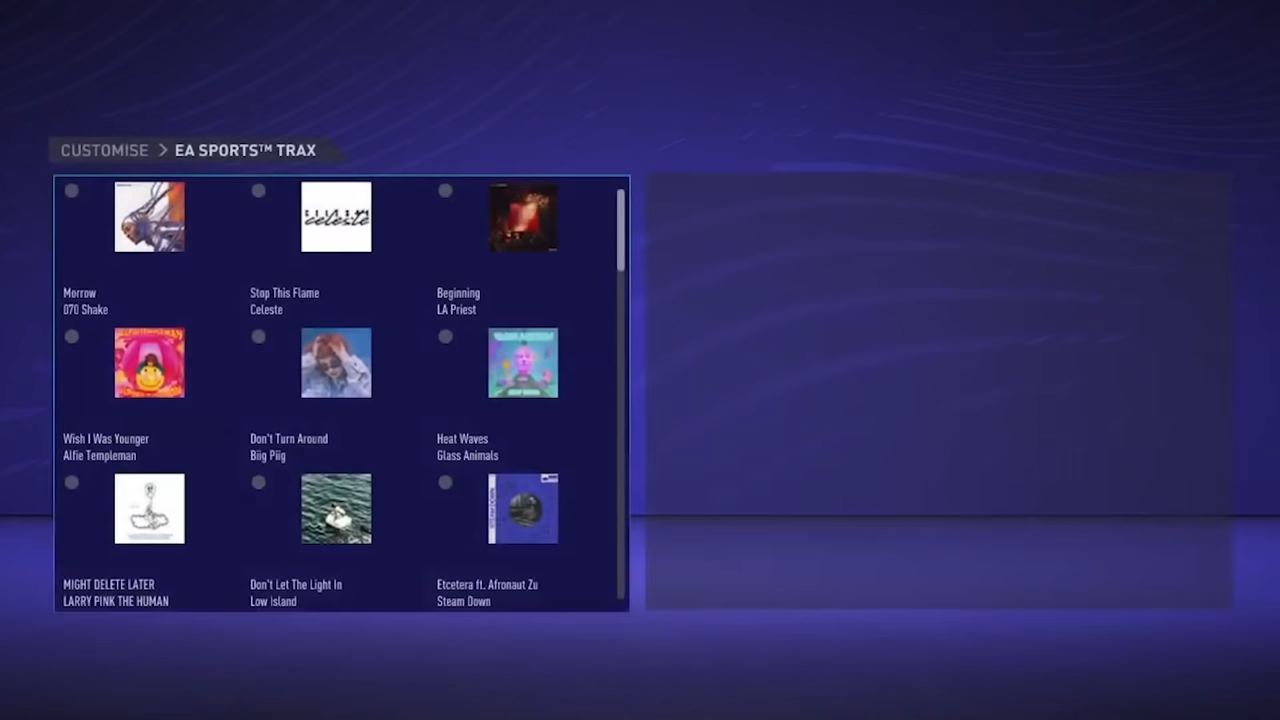 CUSTOMISE > EA SPORTS™ TRAX
celeste
Morrow
070 Shake
Stop This Flame
Celeste
Beginning
LA Priest
Wish I Was Younger
Alfie Templeman
Don't Turn Around
Biig Piig
Heat Waves
Glass Animals
MIGHT DELETE LATER
LARRY PINK THE HUMAN
Don't Let The Light In
Low Island
Etcetera ft. Afronaut Zu
Steam Down